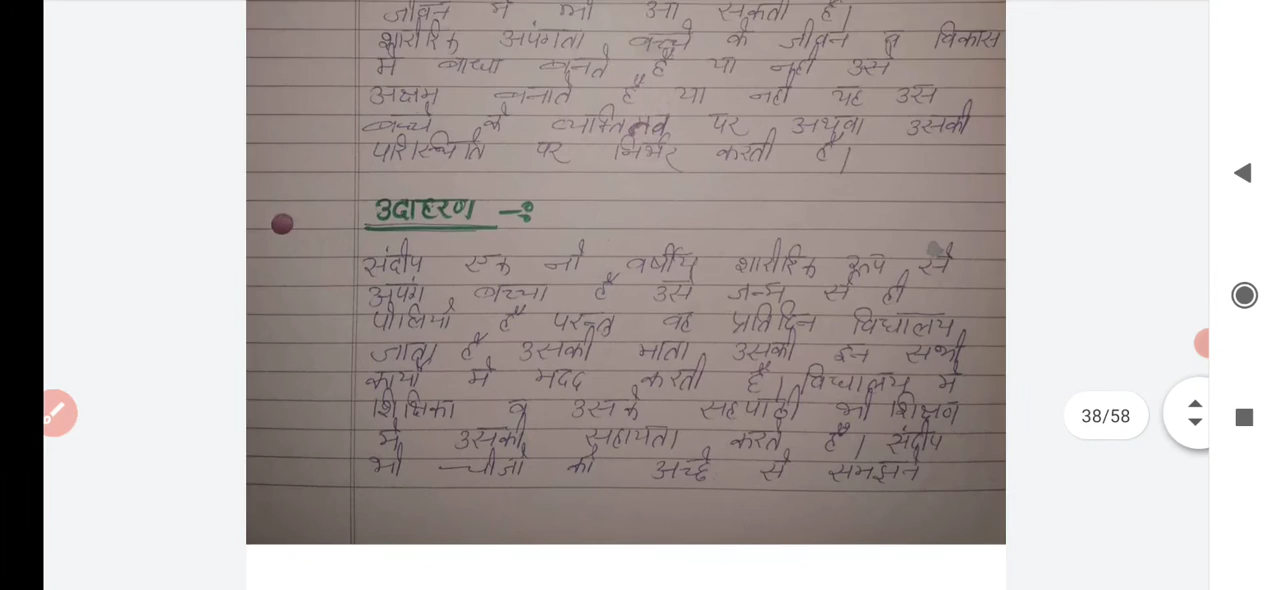 जीवन मे भी आ सकती है।
शारीरिक अपंगता बच्चे के जीवन व विकास
मे बाधा बनते है या नही उसे
अक्षम बनाते है या नही यह उस
बच्चे के व्यक्तित्व पर अथवा उसकी
परिस्थिति पर निर्भर करती है।
उदाहरण →:
संदीप एक नौ वर्षीय शारीरिक रूप से
अपंग बच्चा है उसे जन्म से ही
पोलियो है परन्तु वह प्रतिदिन विधालय
जाता है उसकी माता उसकी इन सभी
कार्यो मे मदद करती है। विधालय मे
शिक्षिका व उसके सहपाठी भी शिक्षण
मे उसकी सहायता करते है। संदीप
38/58
भी चीजो को अच्छे से समझने